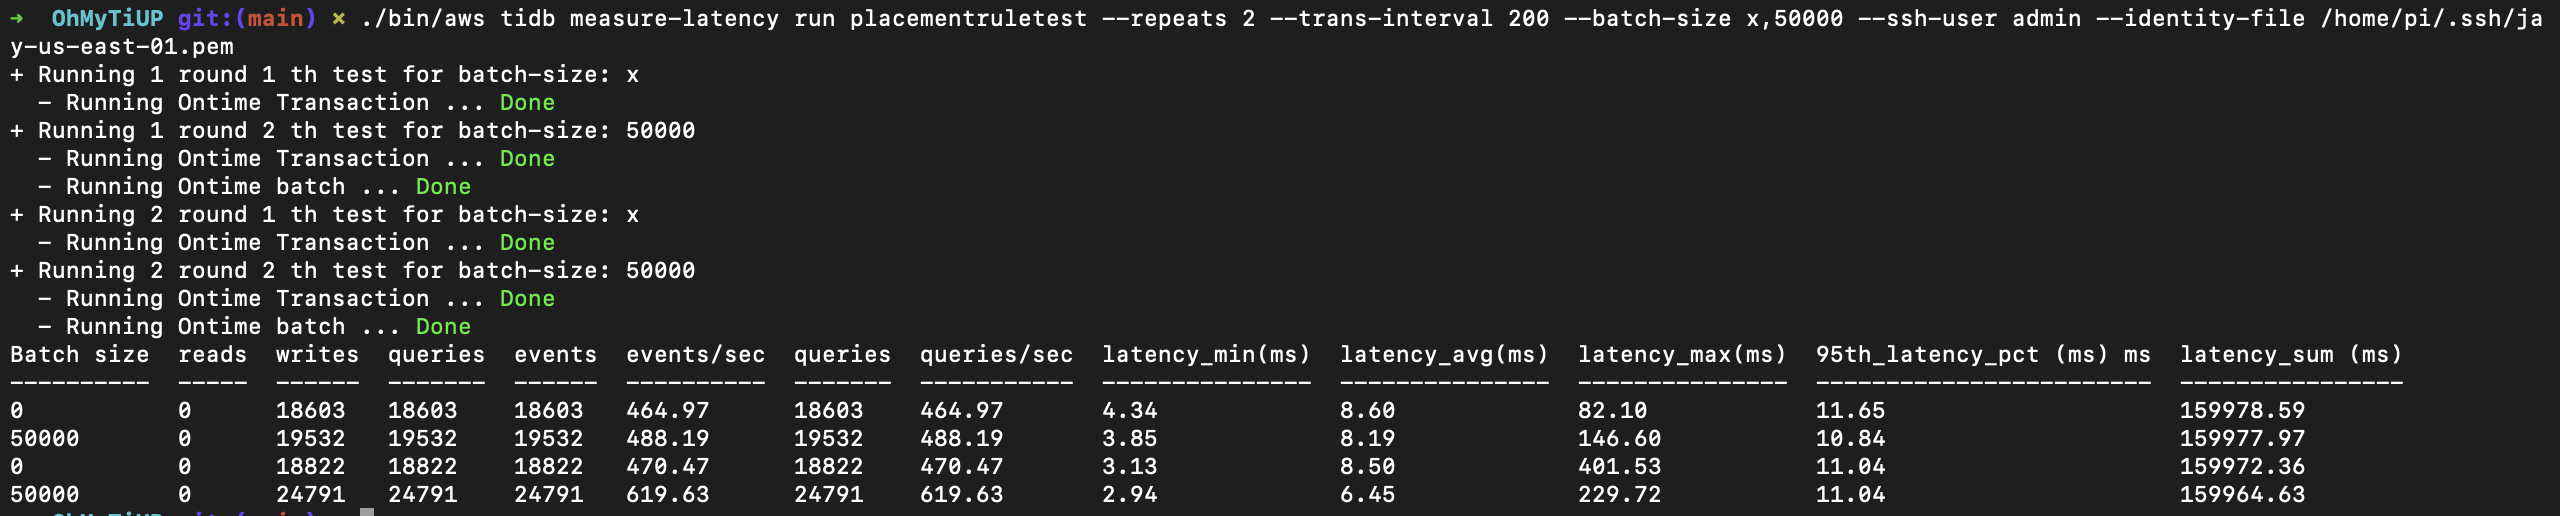 ➜  OhMyTiUP git:(main) ✗ ./bin/aws tidb measure-latency run placementruletest --repeats 2 --trans-interval 200 --batch-size x,50000 --ssh-user admin --identity-file /home/pi/.ssh/ja
y-us-east-01.pem
+ Running 1 round 1 th test for batch-size: x
  - Running Ontime Transaction ... Done
+ Running 1 round 2 th test for batch-size: 50000
  - Running Ontime Transaction ... Done
  - Running Ontime batch ... Done
+ Running 2 round 1 th test for batch-size: x
  - Running Ontime Transaction ... Done
+ Running 2 round 2 th test for batch-size: 50000
  - Running Ontime Transaction ... Done
  - Running Ontime batch ... Done
Batch size  reads  writes  queries  events  events/sec  queries  queries/sec  latency_min(ms)  latency_avg(ms)  latency_max(ms)  95th_latency_pct (ms) ms  latency_sum (ms)
----------  -----  ------  -------  ------  ----------  -------  -----------  ---------------  ---------------  ---------------  ------------------------  ----------------
0           0      18603   18603    18603   464.97      18603    464.97       4.34             8.60             82.10            11.65                     159978.59
50000       0      19532   19532    19532   488.19      19532    488.19       3.85             8.19             146.60           10.84                     159977.97
0           0      18822   18822    18822   470.47      18822    470.47       3.13             8.50             401.53           11.04                     159972.36
50000       0      24791   24791    24791   619.63      24791    619.63       2.94             6.45             229.72           11.04                     159964.63